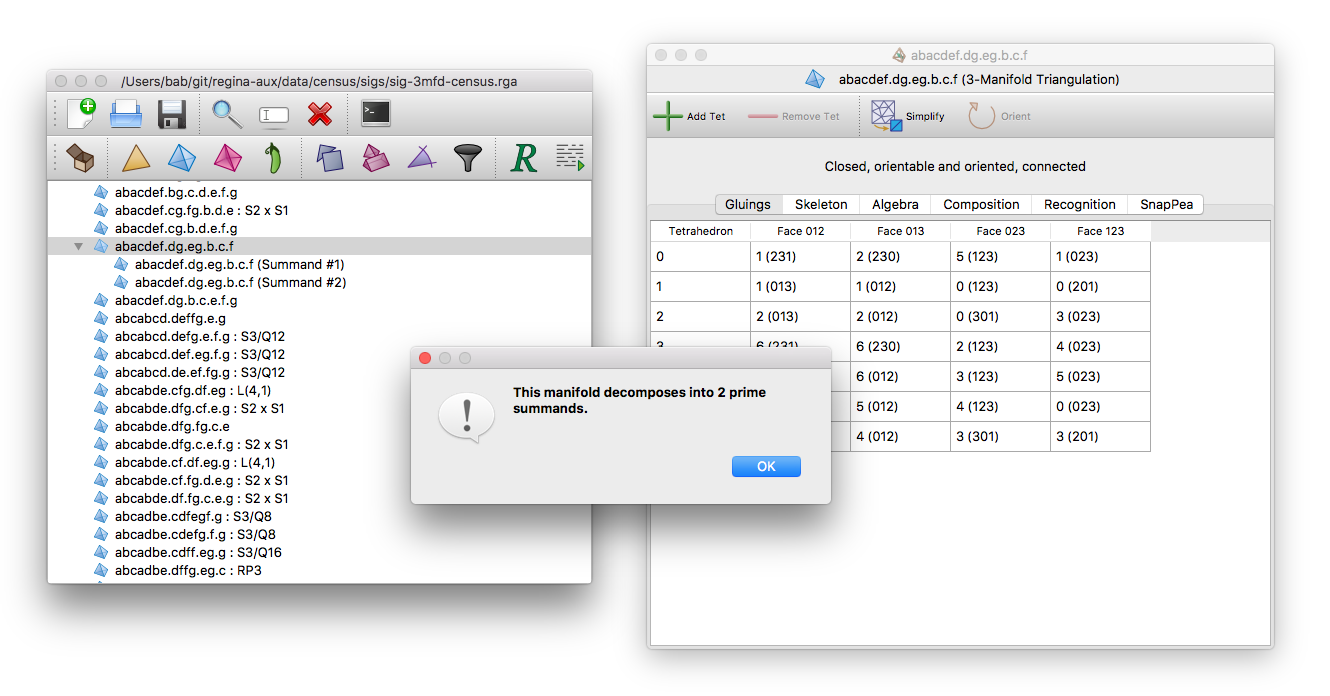 /Users/bab/git/regina-aux/data/census/sigs/sig-3mfd-census.rga
abacdef.bg.c.d.e.f.g
abacdef.cg.fg.b.d.e : S2 x S1
abacdef.cg.b.d.e.f.g
abacdef.dg.eg.b.c.f
abacdef.dg.eg.b.c.f (Summand #1)
abacdef.dg.eg.b.c.f (Summand #2)
abacdef.dg.b.c.e.f.g
abcabcd.deffg.e.g
abcabcd.defg.e.f.g : S3/Q12
abcabcd.def.eg.f.g : S3/Q12
abcabcd.de.ef.fg.g : S3/Q12
abcabde.cfg.df.eg : L(4,1)
abcabde.dfg.cf.e.g : S2 x S1
abcabde.dfg.fg.c.e
abcabde.dfg.c.e.f.g : S2 x S1
abcabde.cf.df.eg.g : L(4,1)
abcabde.cf.fg.d.e.g : S2 x S1
abcabde.df.fg.c.e.g : S2 x S1
abcadbe.cdfegf.g : S3/Q8
abcadbe.cdefg.f.g : S3/Q8
abcadbe.cdff.eg.g : S3/Q16
abcadbe.dffg.eg.c : RP3
abacdef.dg.eg.b.c.f
abacdef.dg.eg.b.c.f (3-Manifold Triangulation)
Add Tet Remove Tet Simplify Orient
Closed, orientable and oriented, connected
Gluings Skeleton Algebra Composition Recognition SnapPea
Tetrahedron Face 012 Face 013 Face 023 Face 123
0 1 (231) 2 (230) 5 (123) 1 (023)
1 1 (013) 1 (012) 0 (123) 0 (201)
2 2 (013) 2 (012) 0 (301) 3 (023)
3 6 (231) 6 (230) 2 (123) 4 (023)
6 (012) 3 (123) 5 (023)
5 (012) 4 (123) 0 (023)
4 (012) 3 (301) 3 (201)
This manifold decomposes into 2 prime
summands.
OK